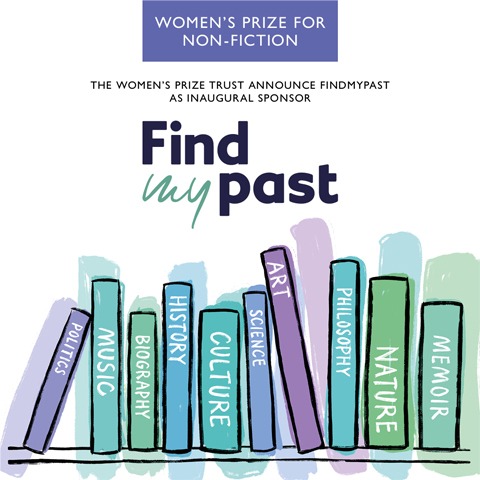 WOMEN'S PRIZE FOR
NON-FICTION
THE WOMEN'S PRIZE TRUST ANNOUNCE FINDMYPAST
AS INAUGURAL SPONSOR
Find
my past
POLITICS
MUSIC
BIOGRAPHY
HISTORY
CULTURE
SCIENCE
ART
PHILOSOPHY
NATURE
MEMOIR